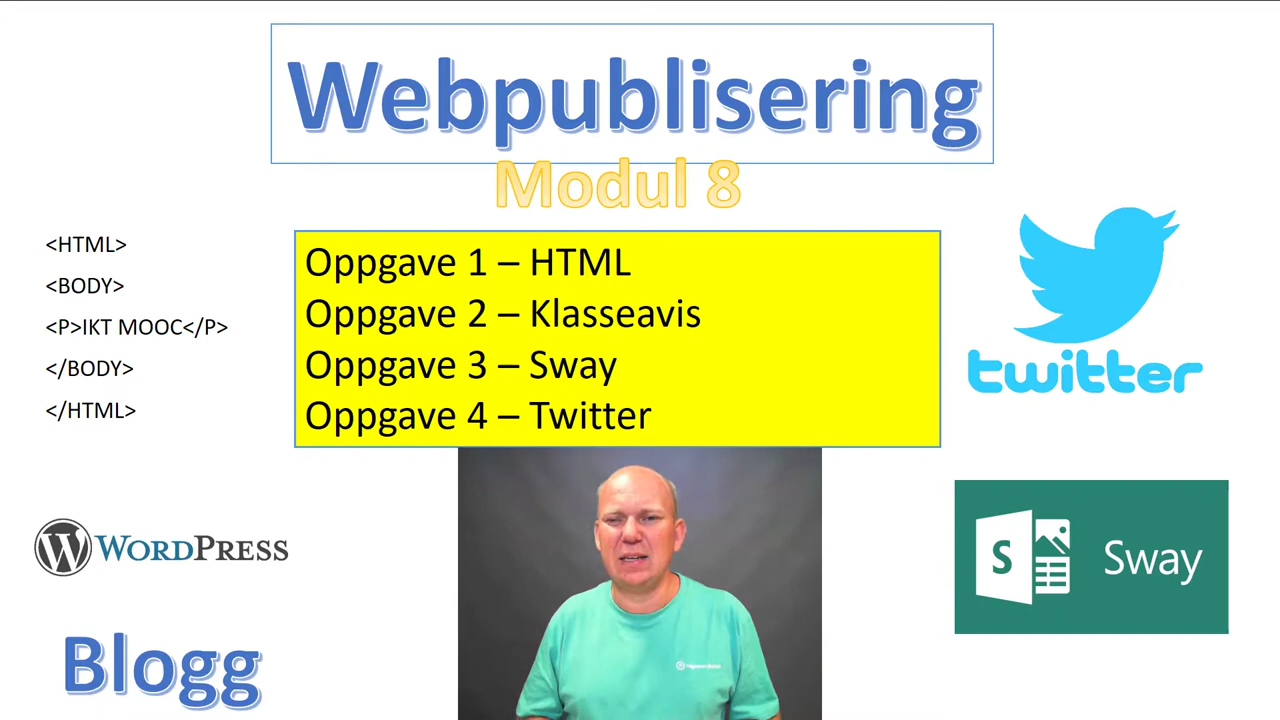 Webpublisering
Modul 8
<HTML>
<BODY>
<P>IKT MOOC</P>
</BODY>
</HTML>
Oppgave 1 – HTML
Oppgave 2 – Klasseavis
Oppgave 3 – Sway
Oppgave 4 – Twitter
twitter
WORDPRESS
Blogg
S Sway